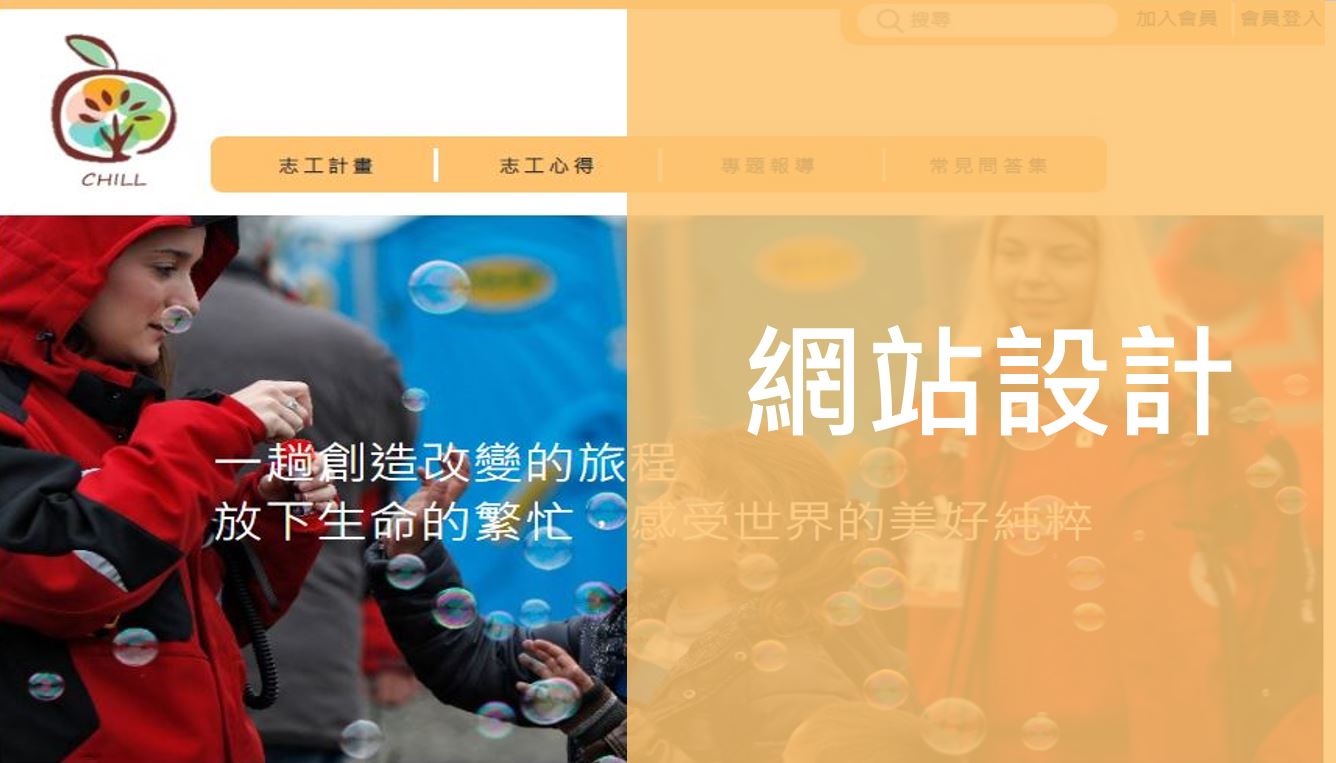 搜尋 加入會員 會員登入
CHILL
志工計畫 志工心得 專題報導 常見問答集
網站設計
一趟創造改變的旅程
放下生命的繁忙，感受世界的美好純粹